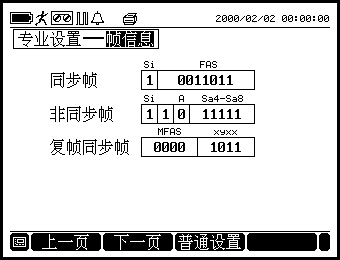 2000/02/02 00:00:00
专业设置—帧信息
Si FAS
同步帧 1 0011011
Si A Sa4-Sa8
非同步帧 1 1 0 11111
MFAS xyxx
复帧同步帧 0000 1011
上一页 下一页 普通设置